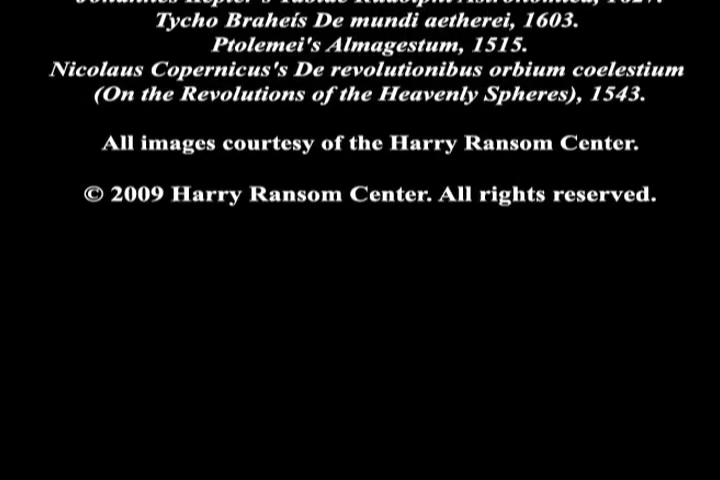 Tycho Braheís De mundi aetherei, 1603.
Ptolemei's Almagestum, 1515.
Nicolaus Copernicus's De revolutionibus orbium coelestium
(On the Revolutions of the Heavenly Spheres), 1543.
All images courtesy of the Harry Ransom Center.
© 2009 Harry Ransom Center. All rights reserved.